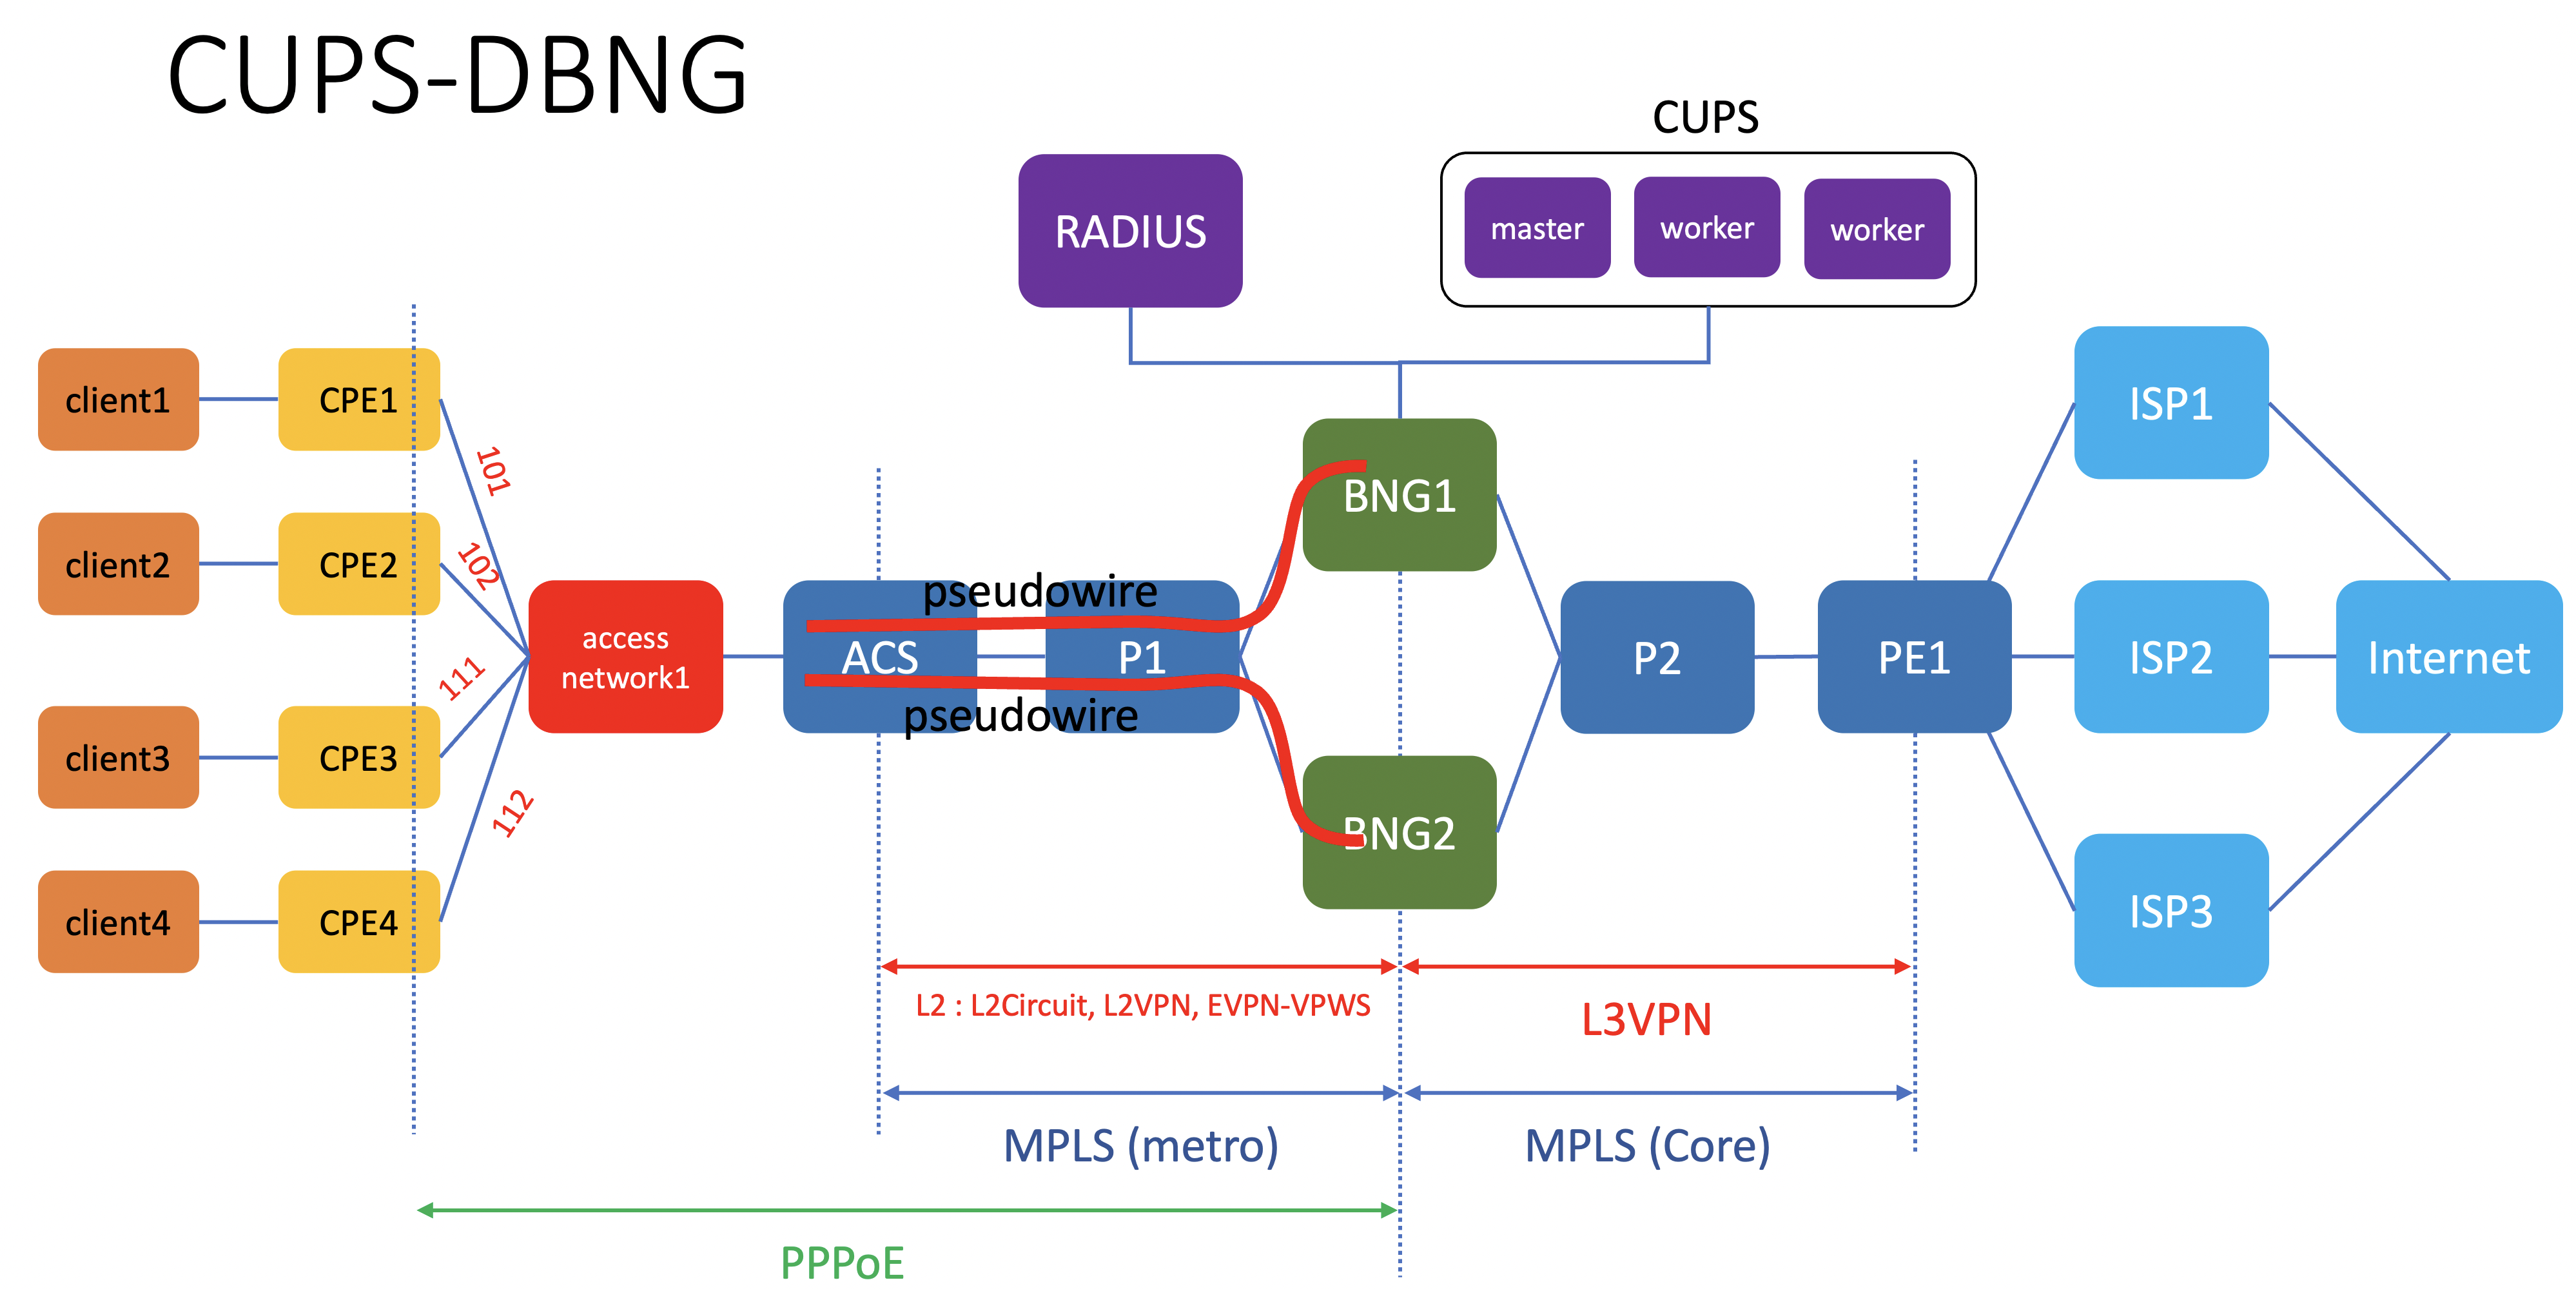 CUPS-DBNG
CUPS
RADIUS
master
worker
worker
client1
CPE1
101
client2
CPE2
102
client3
CPE3
111
client4
CPE4
112
access
network1
pseudowire
ACS
P1
pseudowire
BNG1
BNG2
P2
PE1
ISP1
ISP2
ISP3
Internet
L2 : L2Circuit, L2VPN, EVPN-VPWS
L3VPN
MPLS (metro)
MPLS (Core)
PPPoE